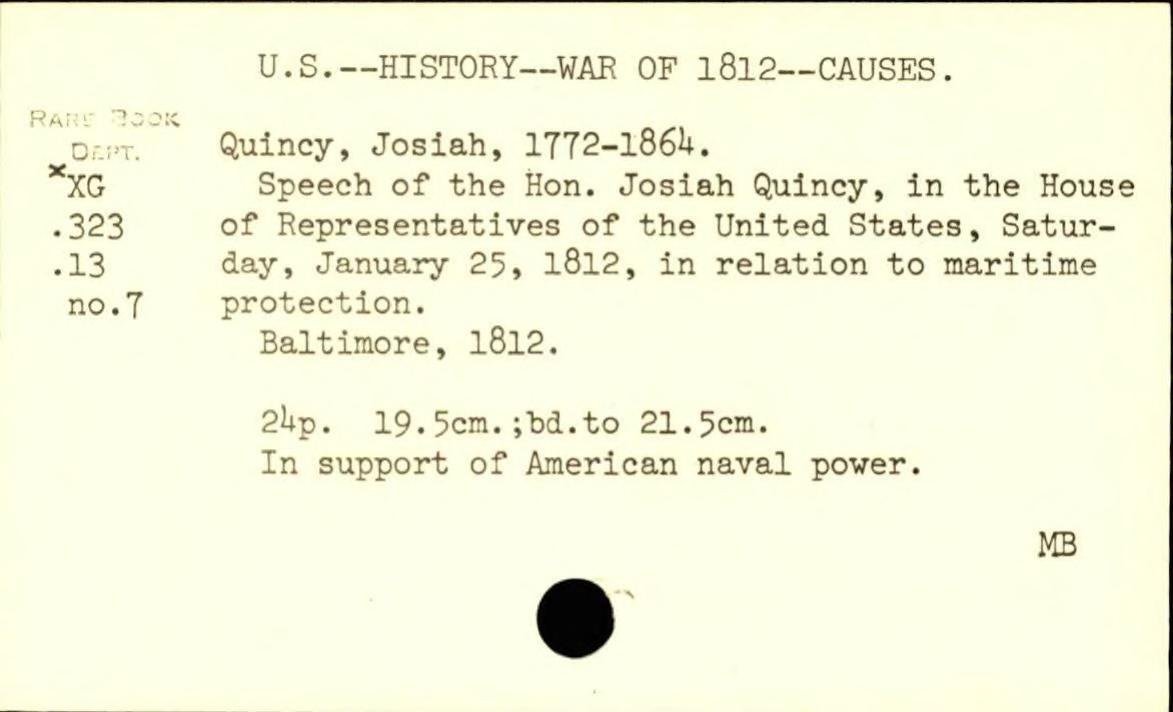 U.S.--HISTORY--WAR OF 1812--CAUSES.
RARE BOOK
DEPT.
Quincy, Josiah, 1772-1864.
*XG
Speech of the Hon. Josiah Quincy, in the House
.323
of Representatives of the United States, Satur-
.13
day, January 25, 1812, in relation to maritime
no.7
protection.
Baltimore, 1812.
24p. 19.5cm.;bd.to 21.5cm.
In support of American naval power.
MB